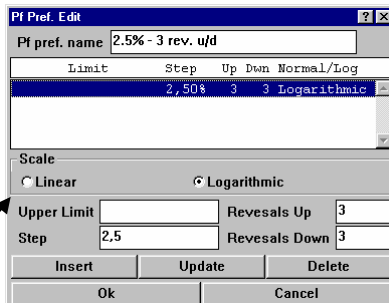 Pf Pref. Edit
Pf pref. name 2.5% - 3 rev. u/d
Limit Step Up Dwn Normal/Log
2,50% 3 3 Logarithmic
Scale
Linear Logarithmic
Upper Limit Revesals Up 3
Step 2,5 Revesals Down 3
Insert Update Delete
Ok Cancel